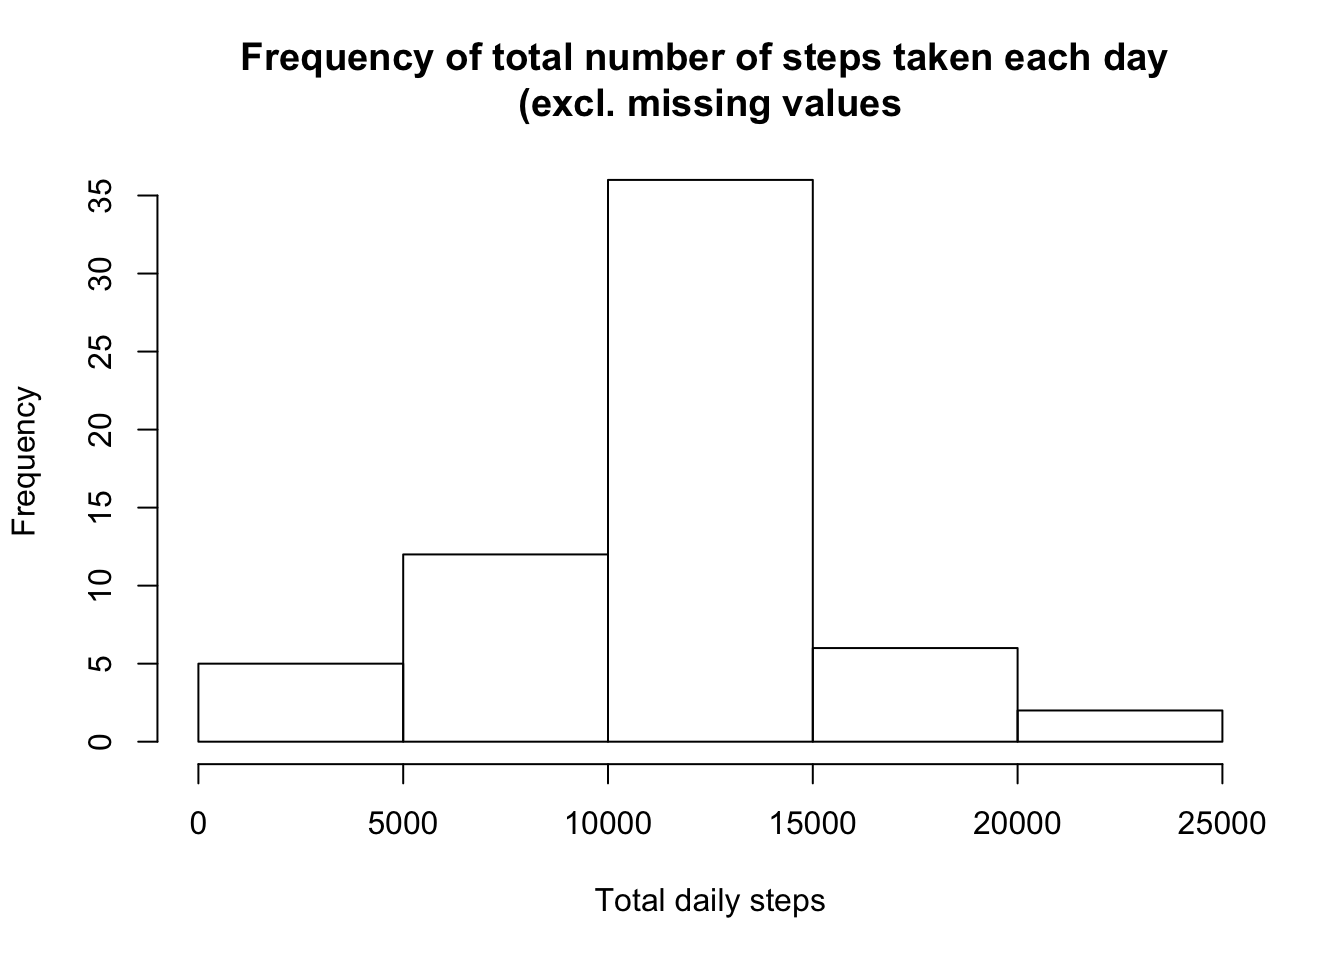 Frequency of total number of steps taken each day
(excl. missing values
Frequency
35
30
25
20
15
10
5
0
0 5000 10000 15000 20000 25000
Total daily steps